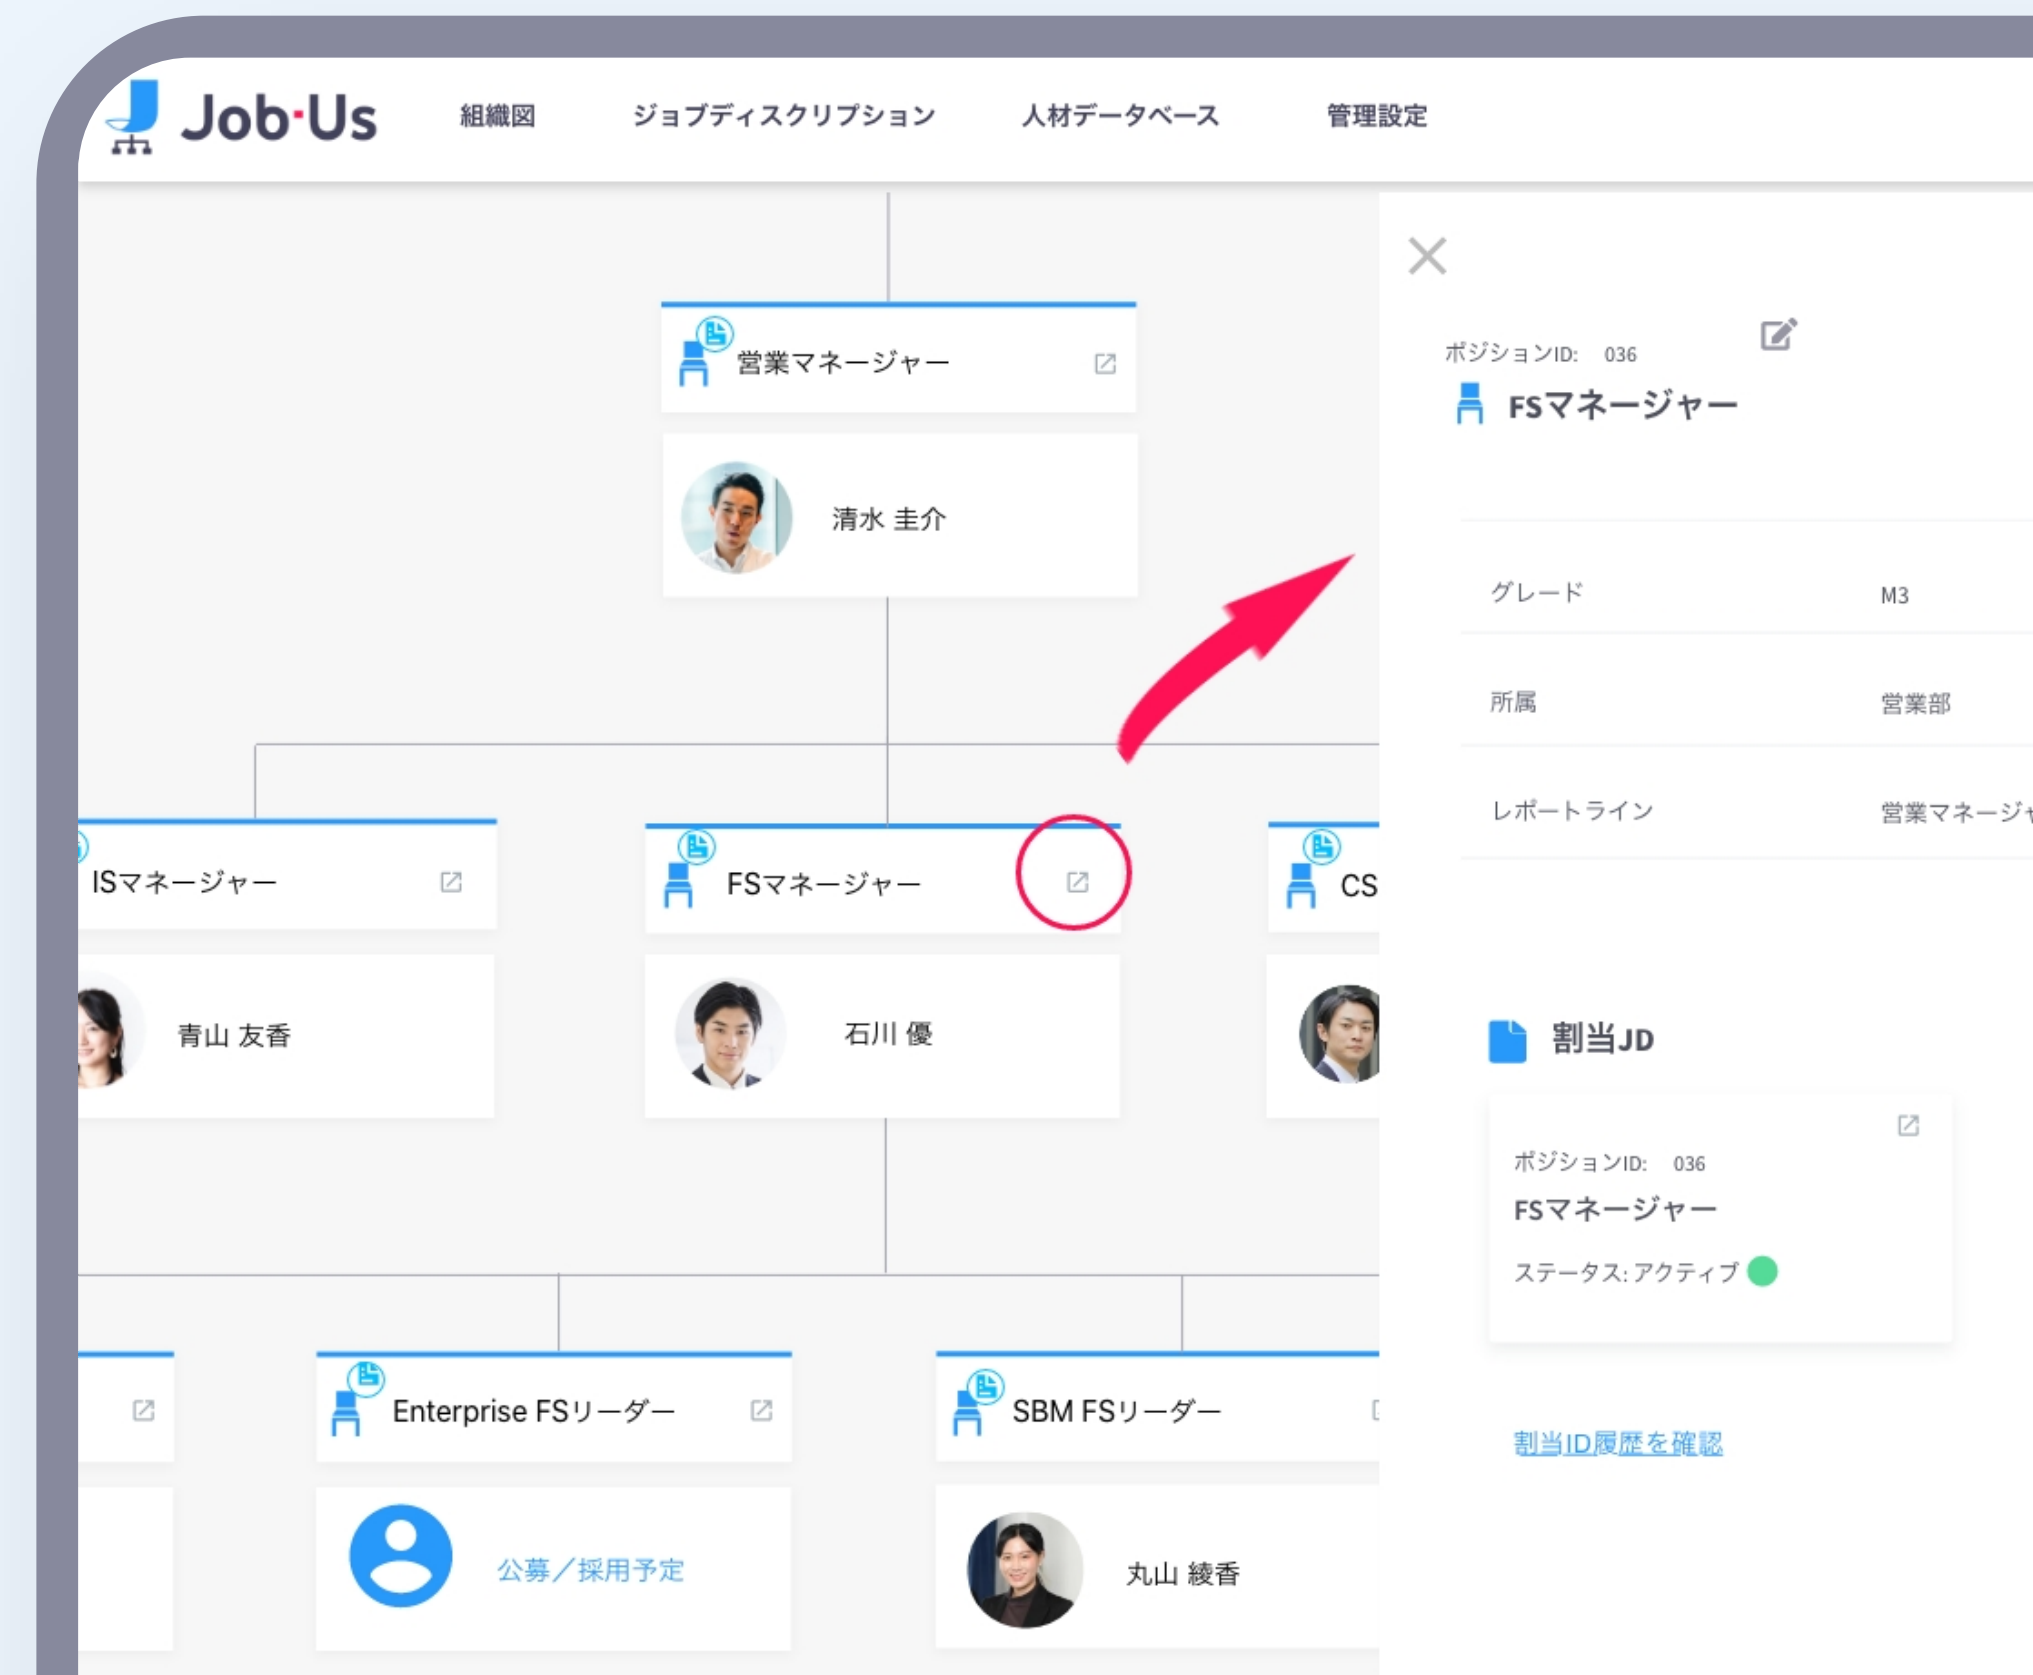 Job-Us
組織図
ジョブディスクリプション
人材データベース
管理設定
営業マネージャー
清水 圭介
ISマネージャー
FSマネージャー
CS
青山 友香
石川 優
Enterprise FSリーダー
SBM FSリーダー
公募／採用予定
丸山 綾香
ポジションID: 036
FSマネージャー
グレード M3
所属 営業部
レポートライン 営業マネージャ
割当JD
ポジションID: 036
FSマネージャー
ステータス: アクティブ
割当ID履歴を確認